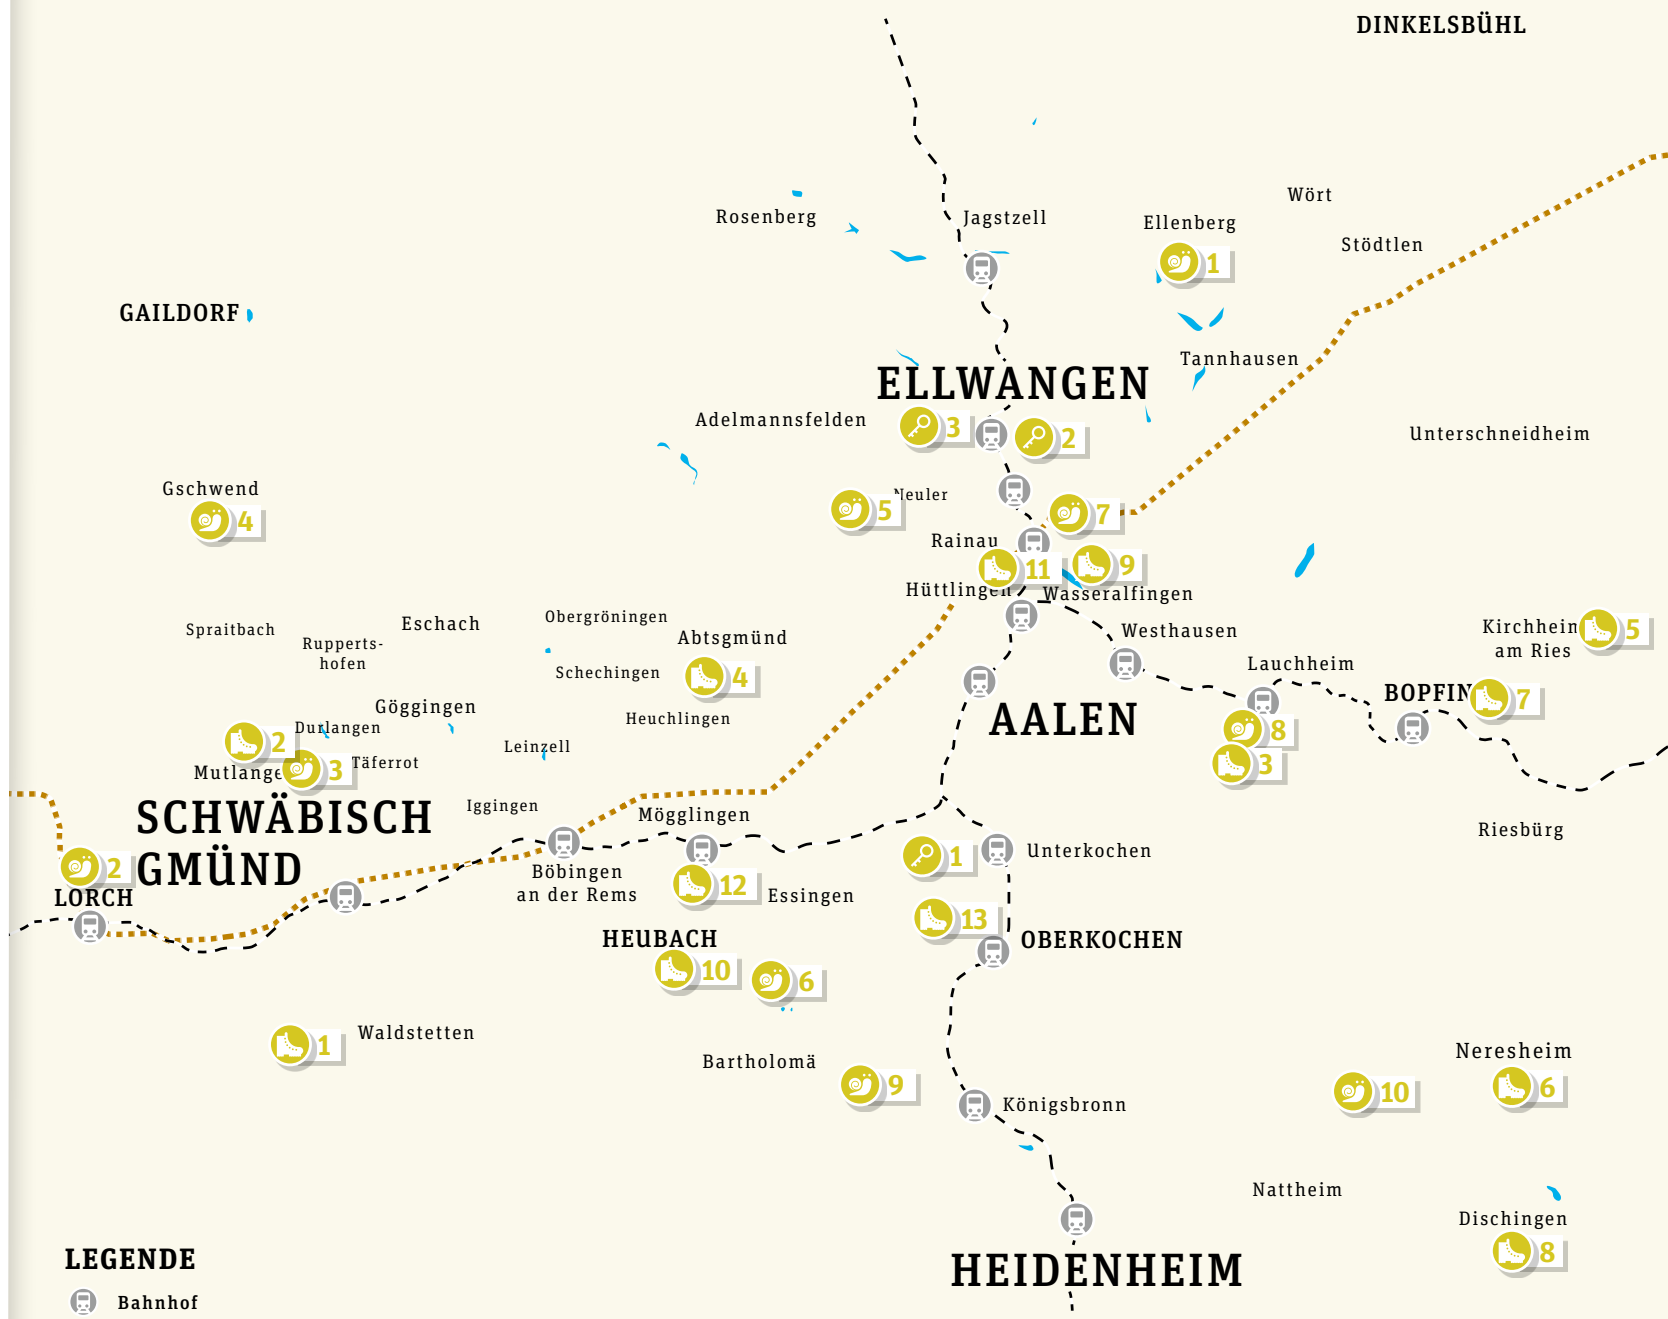 DINKELSBÜHL
Wört
Rosenberg
Jagstzell
Ellenberg
Stödtlen
1
GAILDORF
Tannhausen
ELLWANGEN
Adelmannsfelden
3
2
Unterschneidheim
Gschwend
4
Neuler
5
7
Rainau
11
9
Hüttlingen
Wasseralfingen
Spraitbach
Eschach
Obergröningen
Abtsgmünd
Westhausen
Kirchheim
am Ries
5
Rupperts-
hofen
Schechingen
4
Lauchheim
BOPFIN
7
Göggingen
Heuchlingen
AALEN
8
3
Durlangen
2
Leinzell
Mutlange
3
Täferrot
SCHWÄBISCH
GMÜND
Iggingen
Mögglingen
Riesbürg
2
LORCH
Böbingen
an der Rems
12
Essingen
1
Unterkochen
13
OBERKOCHEN
HEUBACH
10
6
1
Waldstetten
Bartholomä
9
Königsbronn
10
Neresheim
6
Nattheim
Dischingen
8
HEIDENHEIM
LEGENDE
Bahnhof